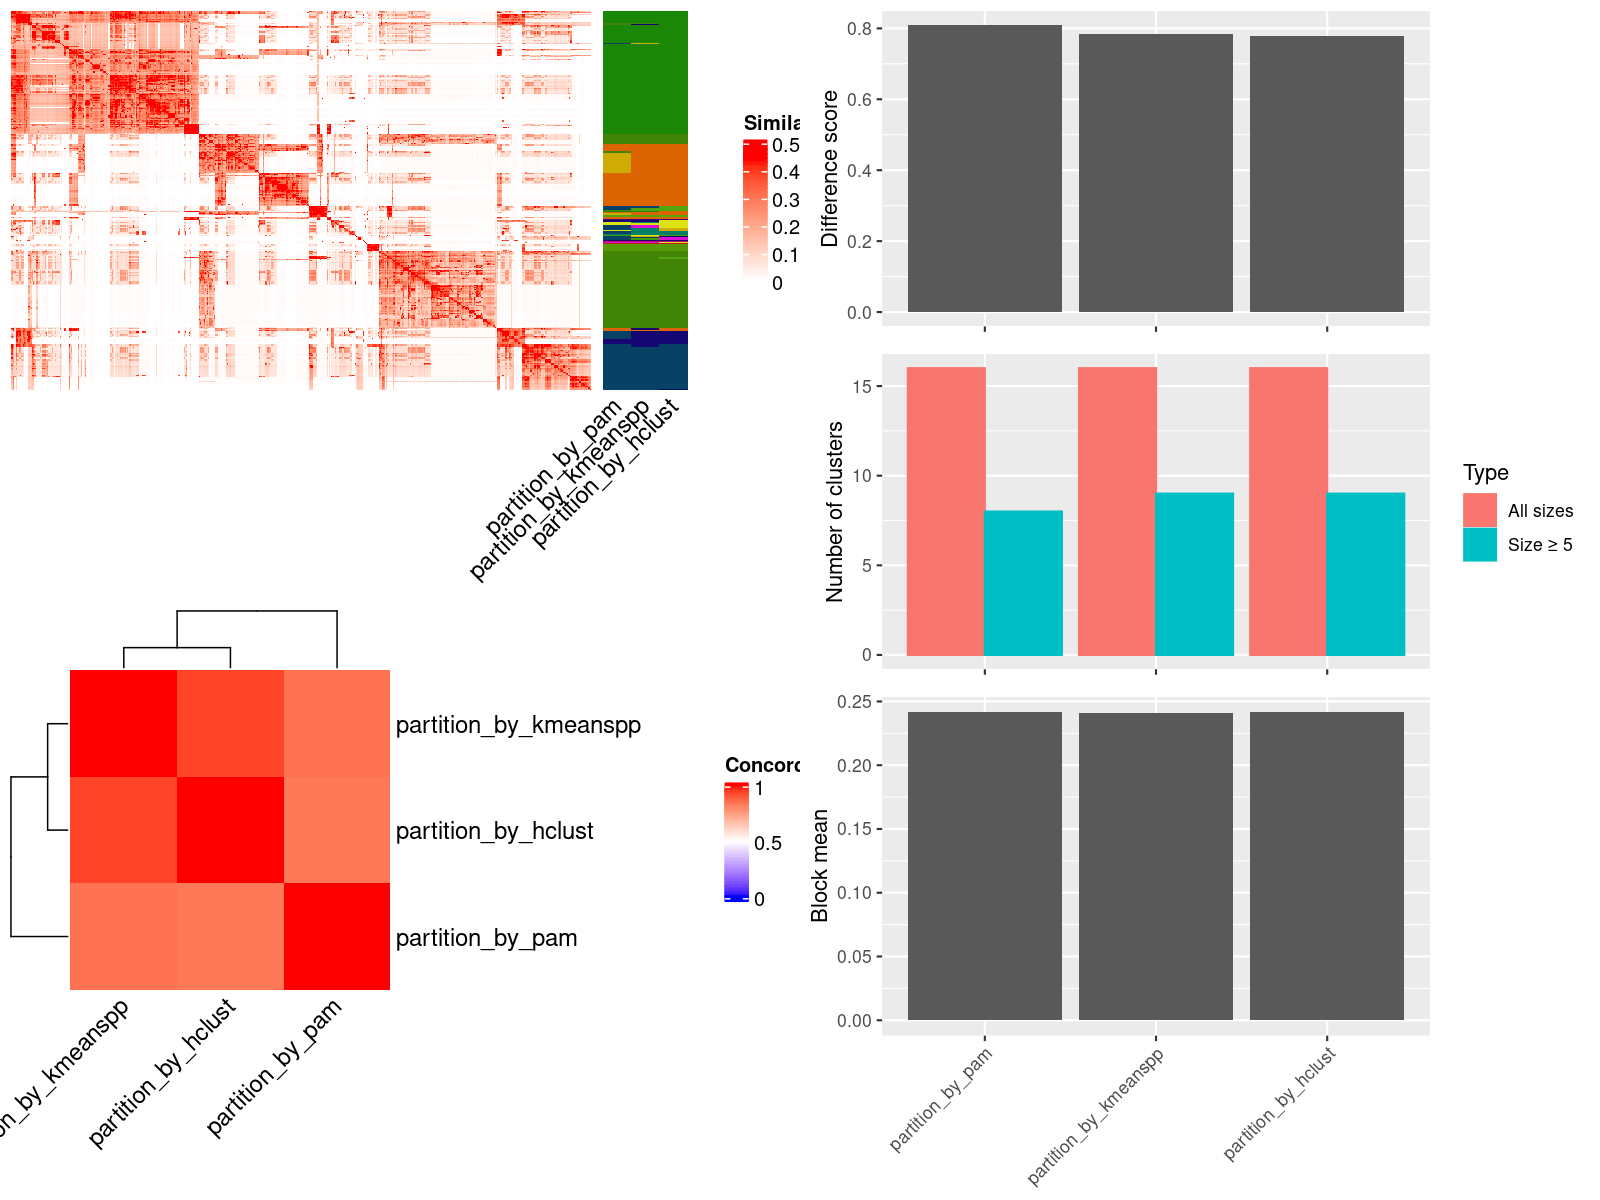 Simila
0.5
0.4
0.3
0.2
0.1
0
partition_by_pam
partition_by_kmeanspp
partition_by_hclust
partition_by_kmeanspp
partition_by_hclust
partition_by_pam
Concord
1
0.5
0
on_by_kmeanspp
partition_by_hclust
partition_by_pam
Difference score
0.8
0.6
0.4
0.2
0.0
Number of clusters
15
10
5
0
Type
All sizes
Size ≥ 5
Block mean
0.25
0.20
0.15
0.10
0.05
0.00
partition_by_pam
partition_by_kmeanspp
partition_by_hclust